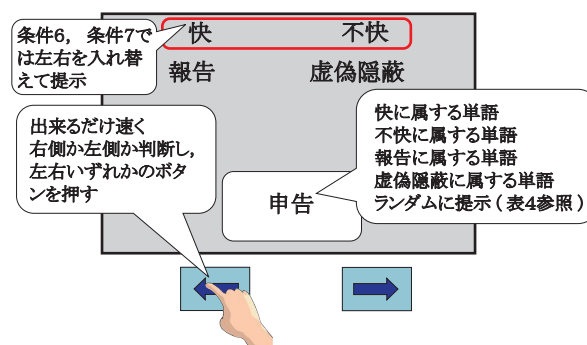 条件6, 条件7で
は左右を入れ替
えて提示
快 不快
報告 虚偽隠蔽
出来るだけ速く
右側か左側か判断し,
左右いずれかのボタ
ンを押す
快に属する単語
不快に属する単語
報告に属する単語
虚偽隠蔽に属する単語
ランダムに提示(表4参照)
申告